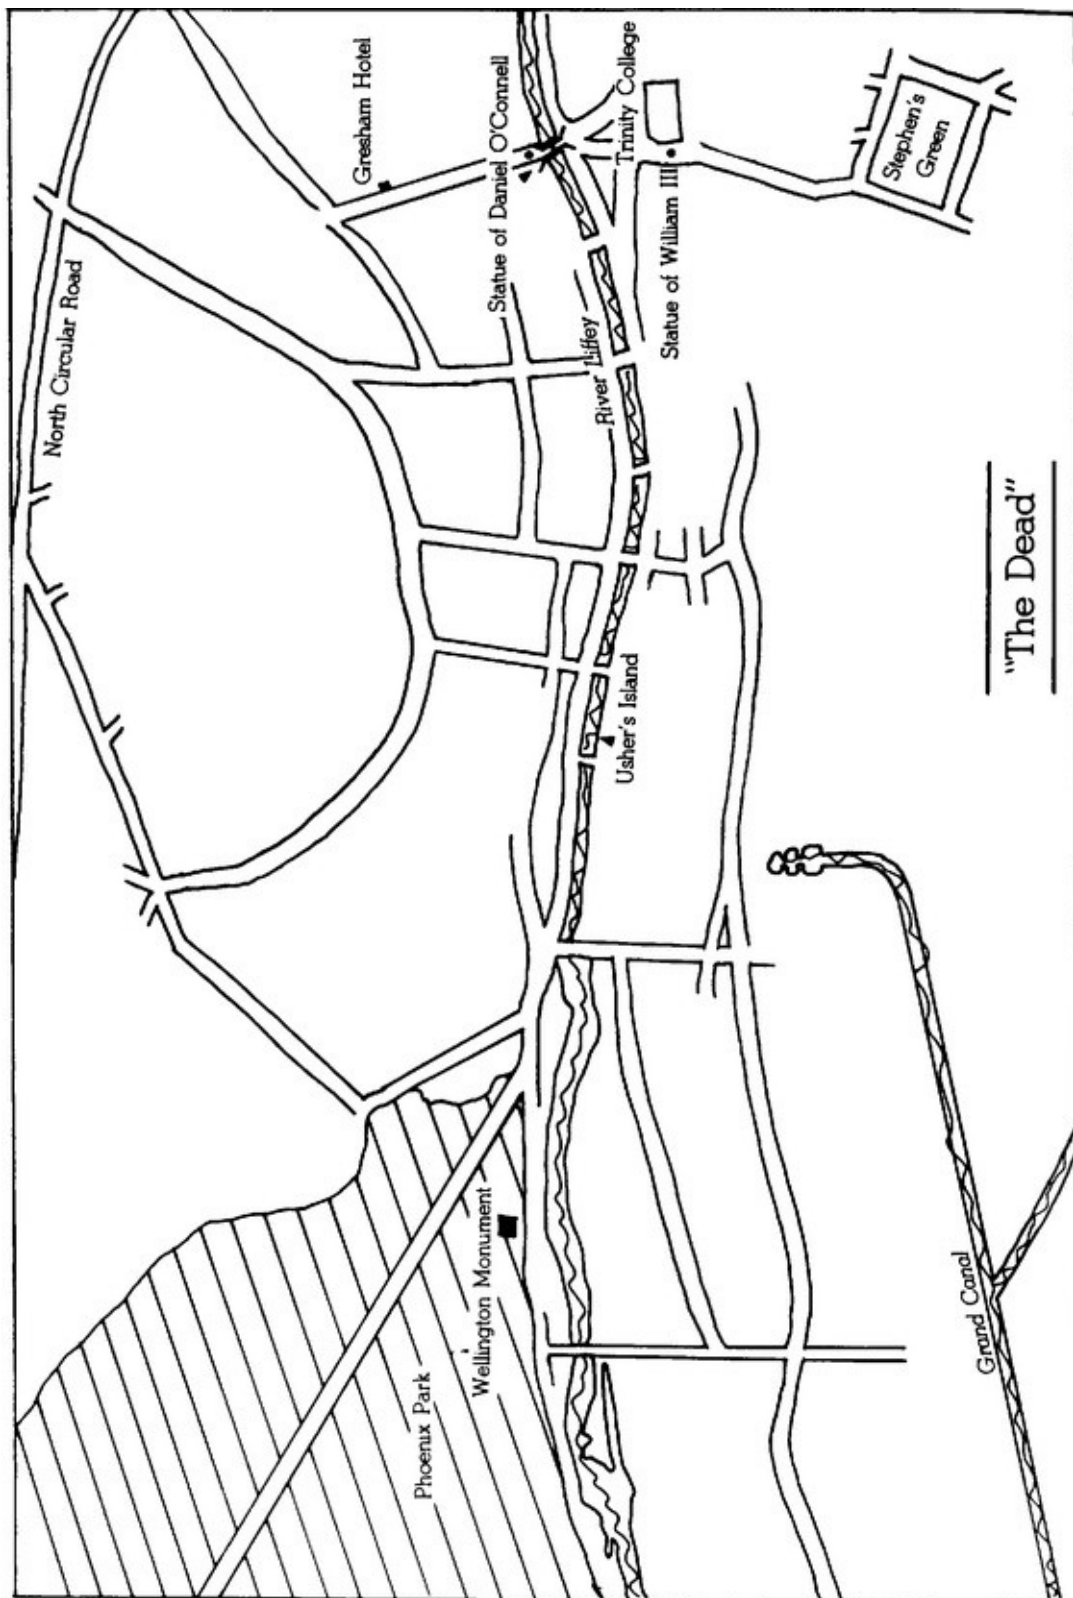 North Circular Road
Gresham Hotel
Statue of Daniel O'Connell
River Liffey
Trinity College
Statue of William III
Stephen's
Green
Usher's Island
Wellington Monument
Phoenix Park
Grand Canal
"The Dead"